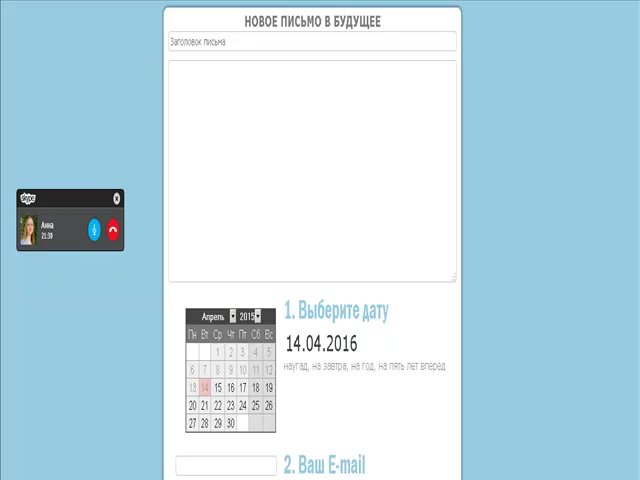 НОВОЕ ПИСЬМО В БУДУЩЕЕ
Заголовок письма
skype
Анна
21:39
Апрель 2015
Пн Вт Ср Чт Пт Сб Вс
1 2 3 4 5
6 7 8 9 10 11 12
13 14 15 16 17 18 19
20 21 22 23 24 25 26
27 28 29 30
1. Выберите дату
14.04.2016
наугад, на завтра, на год, на пять лет вперед
2. Ваш E-mail